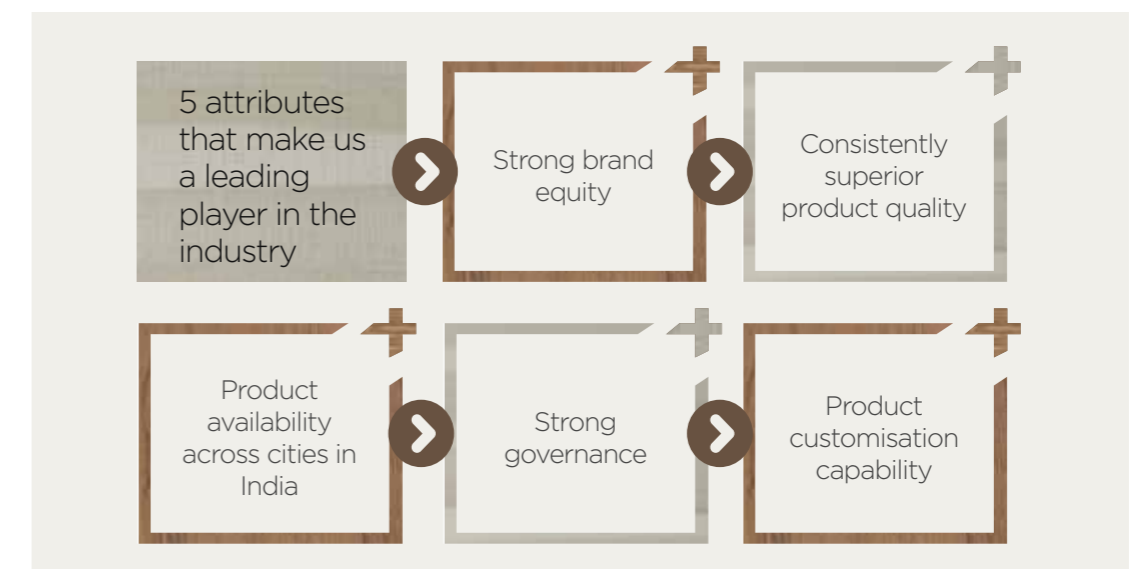 5 attributes
that make us
a leading
player in the
industry
Strong brand
equity
Consistently
superior
product quality
Product
availability
across cities in
India
Strong
governance
Product
customisation
capability